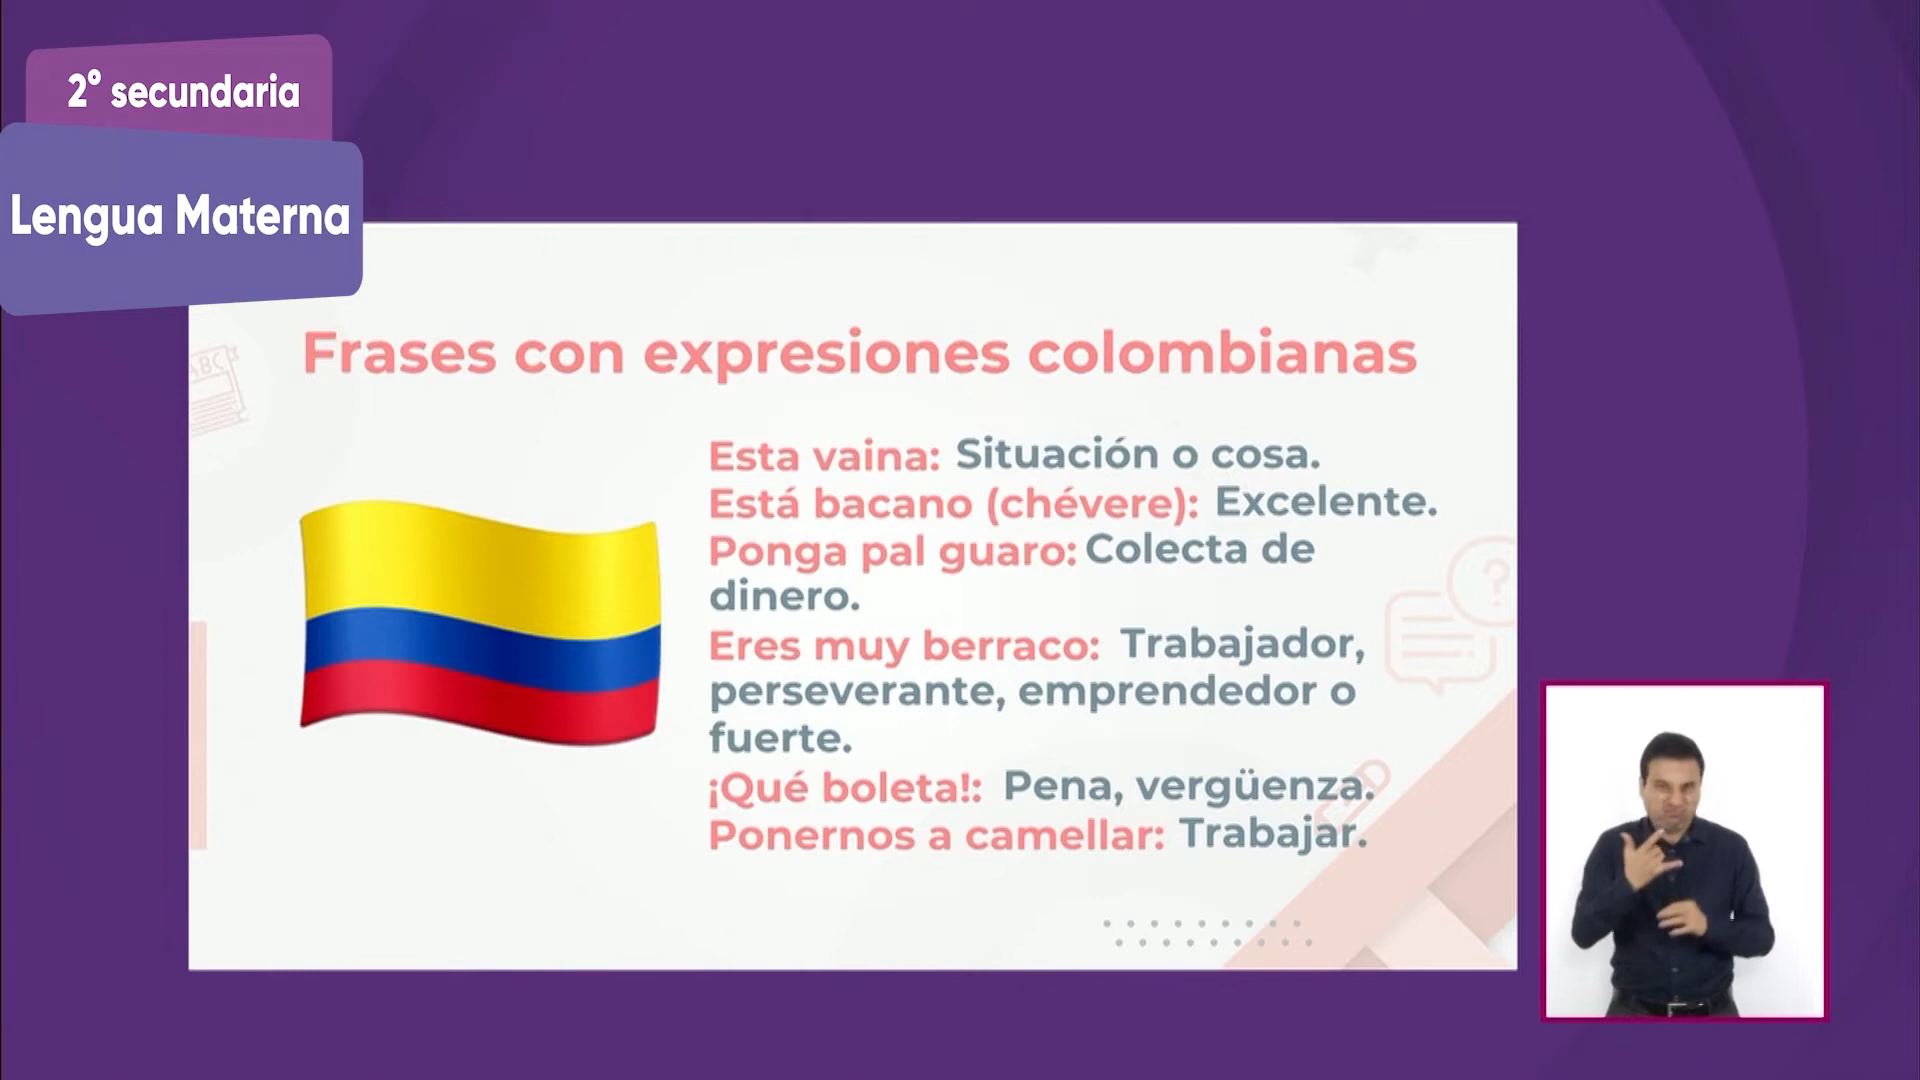 2° secundaria
Lengua Materna
Frases con expresiones colombianas
Esta vaina: Situación o cosa.
Está bacano (chévere): Excelente.
Ponga pal guaro: Colecta de
dinero.
Eres muy berraco: Trabajador,
perseverante, emprendedor o
fuerte.
¡Qué boleta!: Pena, vergüenza.
Ponernos a camellar: Trabajar.
ABC
?